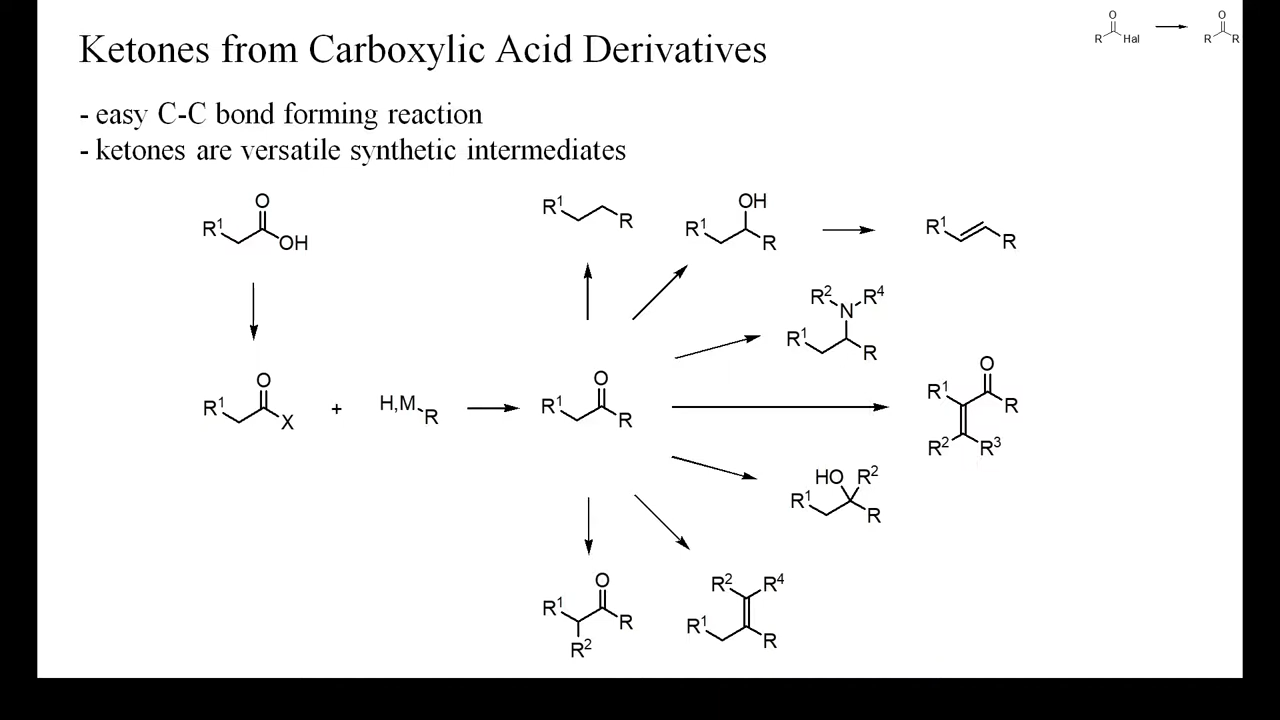 Ketones from Carboxylic Acid Derivatives
O O
R Hal R R
- easy C-C bond forming reaction
- ketones are versatile synthetic intermediates
O
R¹ OH
R¹ R
OH
R¹ R
R¹ R
R² N R⁴
R¹ R
O
R¹ X
+
H,M R
O
R¹ R
O
R¹ R
R² R³
HO R²
R¹ R
O
R¹ R
R²
R² R⁴
R¹ R